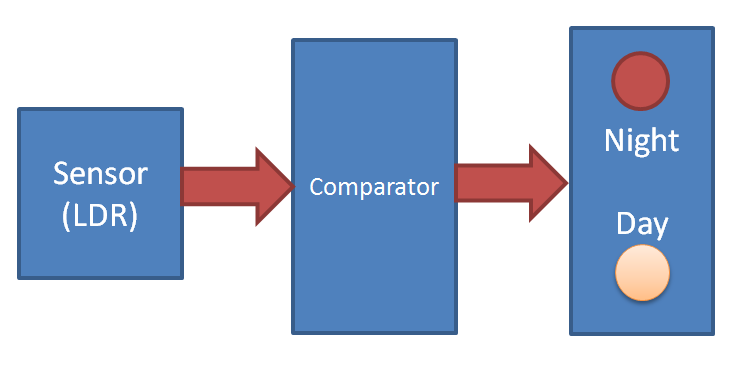 Sensor
(LDR)
Comparator
Night
Day